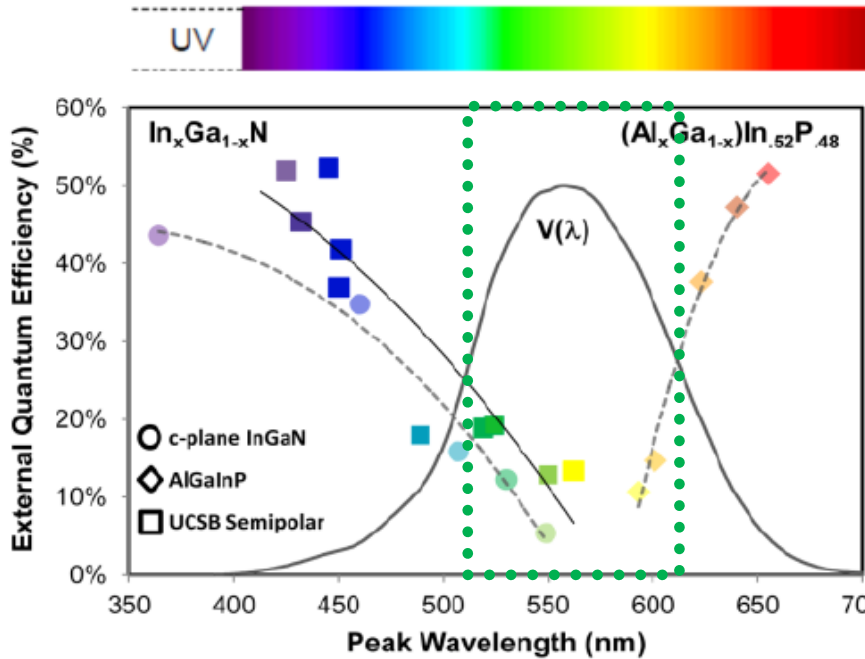 UV
60%
50%
40%
30%
20%
10%
0%
External Quantum Efficiency (%)
InₓGa₁₋ₓN
(AlₓGa₁₋ₓ)In.₅₂P.₄₈
V(λ)
c-plane InGaN
AlGaInP
UCSB Semipolar
350 400 450 500 550 600 650 70
Peak Wavelength (nm)